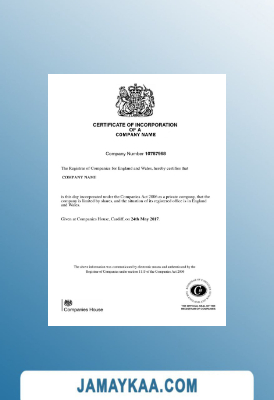 CERTIFICATE OF INCORPORATION
OF A
COMPANY NAME
Company Number 10787968
The Registrar of Companies for England and Wales, hereby certifies that
COMPANY NAME
is this day incorporated under the Companies Act 2006 as a private company, that the
company is limited by shares, and the situation of its registered office is in England
and Wales.
Given at Companies House, Cardiff, on 24th May 2017.
The above information was communicated by electronic means and authenticated by the
Registrar of Companies under section 1115 of the Companies Act 2006
Companies House
THE OFFICIAL SEAL OF THE
REGISTRAR OF COMPANIES
JAMAYKAA.COM